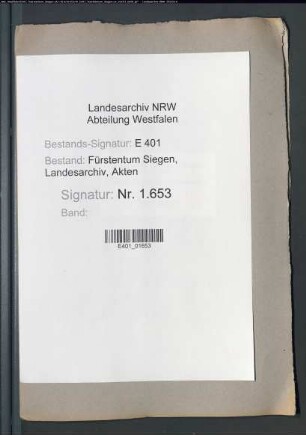 Landesarchiv NRW
Abteilung Westfalen
Bestands-Signatur: E 401
Bestand: Fürstentum Siegen,
Landesarchiv, Akten
Signatur: Nr. 1.653
Band:
E401_01653